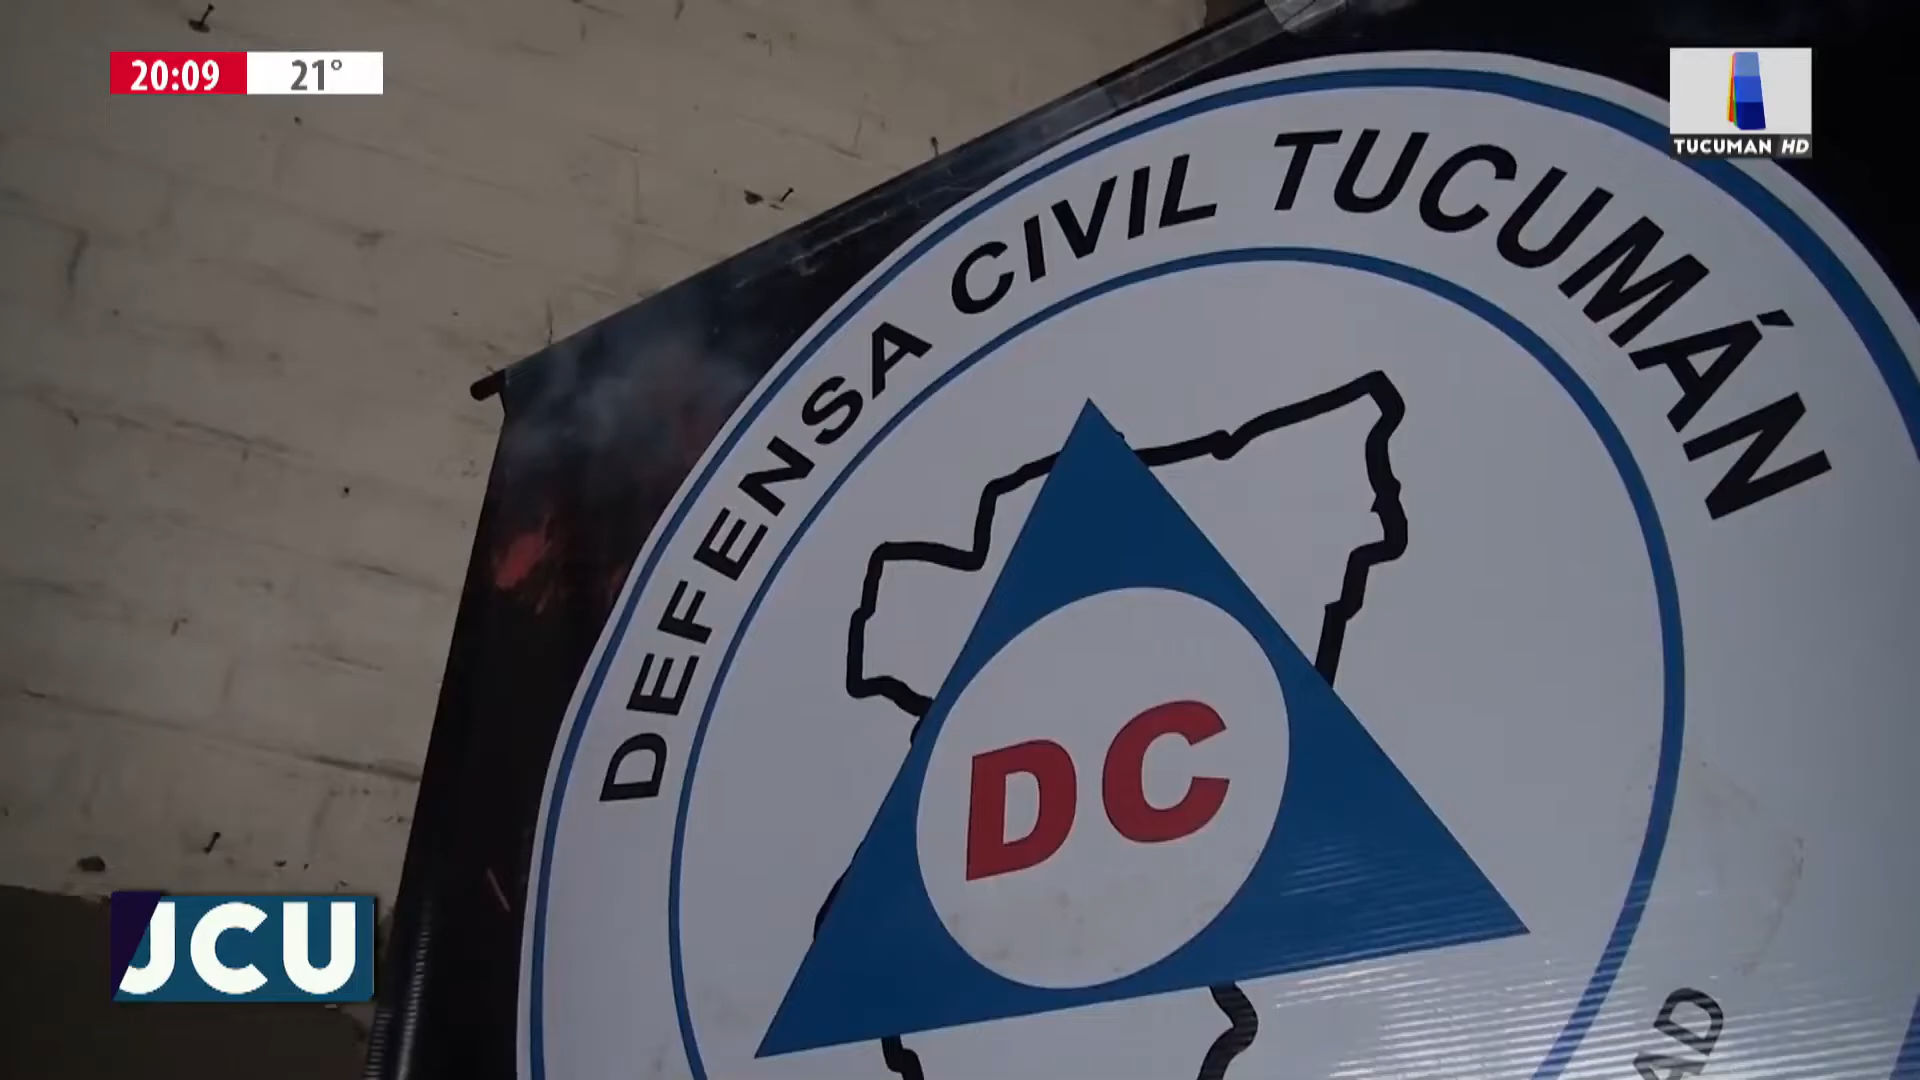 20:09 21°
TUCUMAN HD
DEFENSA CIVIL TUCUMÁN
DC
JCU